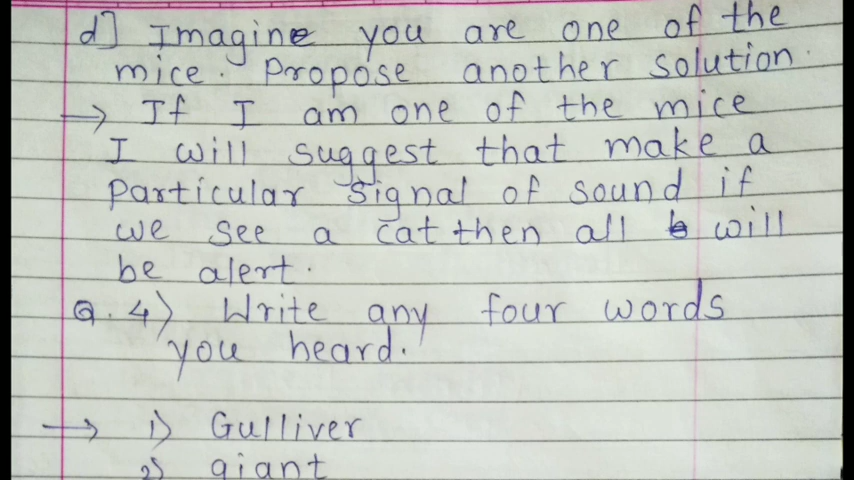 d] Imagine you are one of the
mice. Propose another solution.
→ If I am one of the mice
I will suggest that make a
particular signal of sound if
we see a cat then all will
be alert.
Q. 4) Write any four words
you heard.
→ 1) Gulliver
2) giant